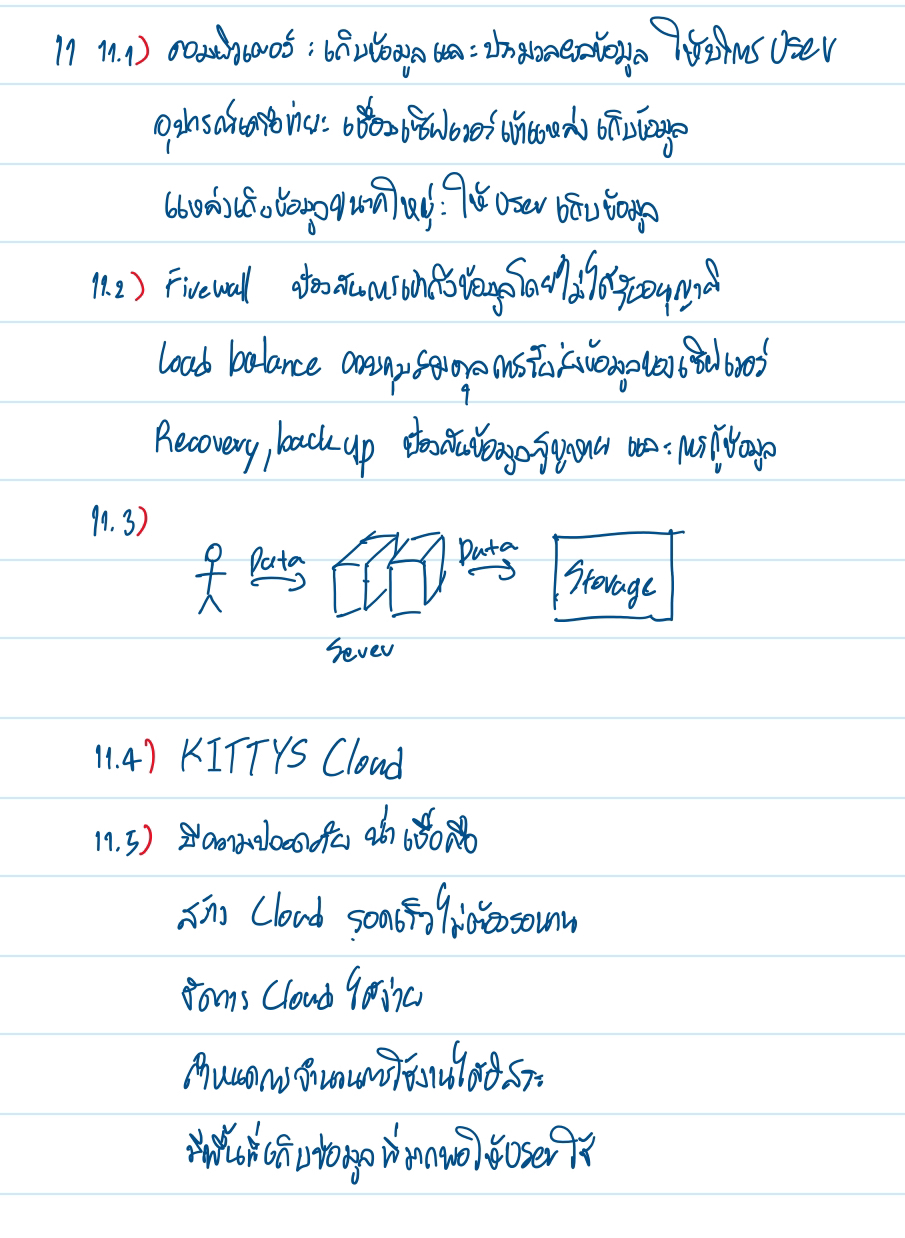 11 11.1) คอมพิวเตอร์ : เก็บข้อมูล และ ประมวลผลข้อมูล ให้บริการ User
อุปกรณ์เครือข่าย: เชื่อมเซิฟเวอร์เข้าแหล่งเก็บข้อมูล
แหล่งเก็บข้อมูลขนาดใหญ่: ให้ User เก็บข้อมูล
11.2) Firewall ป้องกันการเข้าถึงข้อมูลโดยไม่ได้รับอนุญาติ
Load balance ควบคุมสมดุลการรับส่งข้อมูลของเซิฟเวอร์
Recovery, backup ป้องกันข้อมูลสูญหาย และ การกู้ข้อมูล
11.3)
Data Data
Storage
Sever
11.4) KITTYS Cloud
11.5) มีความปลอดภัย น่าเชื่อถือ
สร้าง Cloud รวดเร็วไม่ต้องรอนาน
จัดการ Cloud ได้ง่าย
กำหนดการจำนวนการใช้งานได้อิสระ
มีพื้นที่เก็บข้อมูลที่มากพอให้ User ใช้